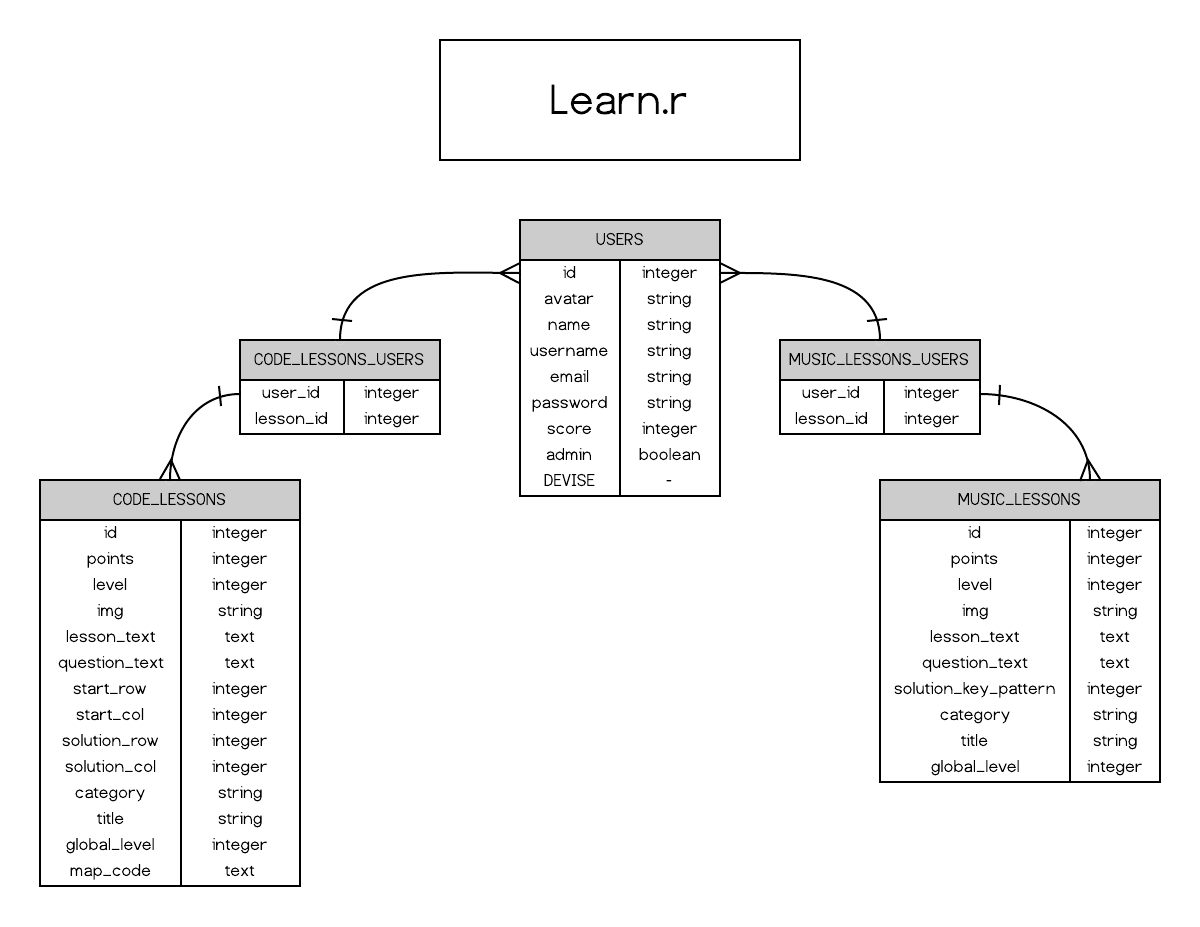 Learn.r
USERS
id integer
avatar string
name string
username string
email string
password string
score integer
admin boolean
DEVISE -
CODE_LESSONS_USERS
user_id integer
lesson_id integer
MUSIC_LESSONS_USERS
user_id integer
lesson_id integer
CODE_LESSONS
id integer
points integer
level integer
img string
lesson_text text
question_text text
start_row integer
start_col integer
solution_row integer
solution_col integer
category string
title string
global_level integer
map_code text
MUSIC_LESSONS
id integer
points integer
level integer
img string
lesson_text text
question_text text
solution_key_pattern integer
category string
title string
global_level integer